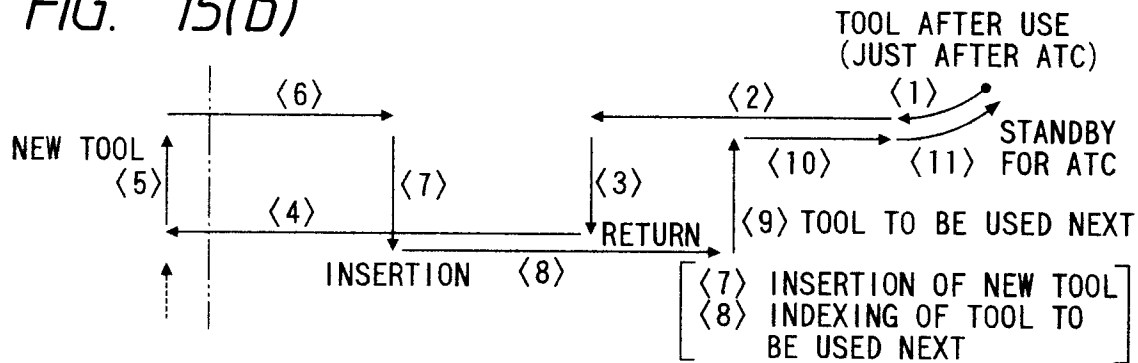 FIG. 15(b)
TOOL AFTER USE
(JUST AFTER ATC)
⟨6⟩
⟨2⟩
⟨1⟩
NEW TOOL
⟨5⟩
⟨7⟩
⟨3⟩
⟨10⟩
⟨11⟩
STANDBY
FOR ATC
⟨4⟩
RETURN
⟨9⟩ TOOL TO BE USED NEXT
INSERTION
⟨8⟩
⟨7⟩ INSERTION OF NEW TOOL
⟨8⟩ INDEXING OF TOOL TO
BE USED NEXT